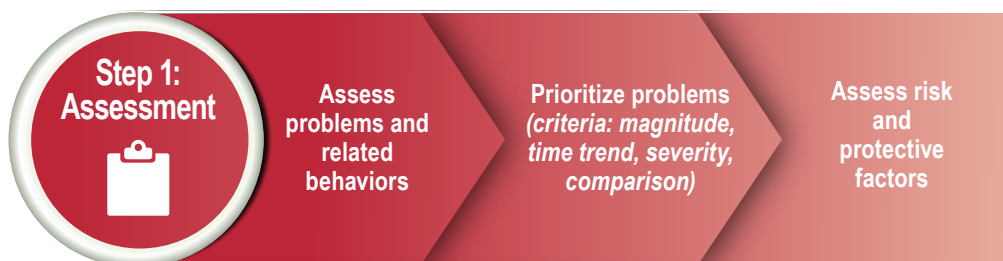 Step 1:
Assessment
Assess
problems and
related
behaviors
Prioritize problems
(criteria: magnitude,
time trend, severity,
comparison)
Assess risk
and
protective
factors